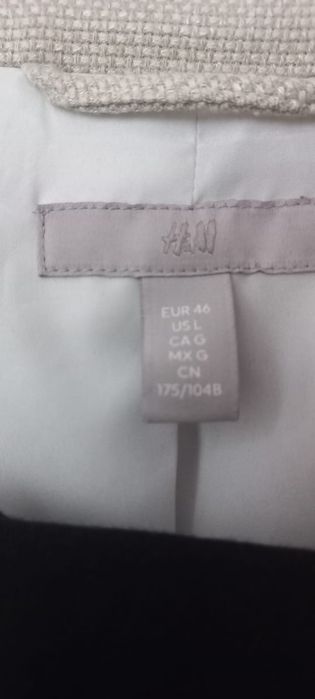 H&M
EUR 46
US L
CA G
MX G
CN
175/104B